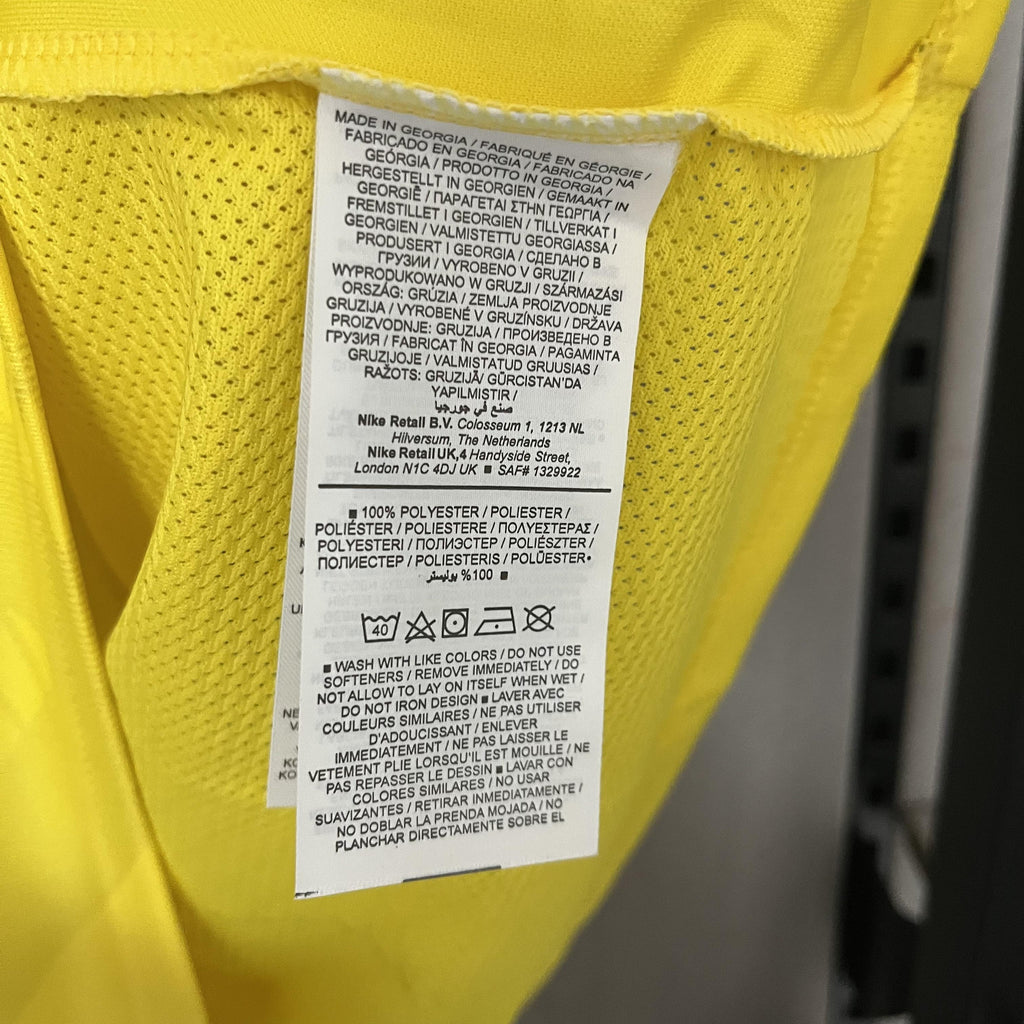 MADE IN GEORGIA / FABRIQUÉ EN GÉORGIE /
FABRICADO EN GEORGIA / FABRICADO NA
GEÓRGIA / PRODOTTO IN GEORGIA /
HERGESTELLT IN GEORGIEN / GEMAAKT IN
GEORGIË / ΠΑΡΑΓΕΤΑΙ ΣΤΗΝ ΓΕΩΡΓΙΑ /
FREMSTILLET I GEORGIEN / TILLVERKAT I
GEORGIEN / VALMISTETTU GEORGIASSA /
PRODUSERT I GEORGIA / СДЕЛАНО В
ГРУЗИИ / VYROBENO V GRUZII /
WYPRODUKOWANO W GRUZJI / SZÁRMAZÁSI
ORSZÁG: GRÚZIA / ZEMLJA PROIZVODNJE
GRUZIJA / VYROBENÉ V GRUZÍNSKU / DRŽAVA
PROIZVODNJE: GRUZIJA / ПРОИЗВЕДЕНО В
ГРУЗИЯ / FABRICAT ÎN GEORGIA / PAGAMINTA
GRUZIJOJE / VALMISTATUD GRUUSIAS /
RAŽOTS: GRUZIJĀ/ GÜRCISTAN'DA
YAPILMISTIR /
صنع في جورجيا
Nike Retail B.V. Colosseum 1, 1213 NL
Hilversum, The Netherlands
Nike Retail UK,4 Handyside Street,
London N1C 4DJ UK ■ SAF# 1329922
■ 100% POLYESTER / POLIESTER /
POLIÉSTER / POLIESTERE / ΠΟΛΥΕΣΤΕΡΑΣ /
POLYESTERI / ПОЛИЭСТЕР / POLIÉSZTER /
ПОЛИЕСТЕР / POLIESTERIS / POLÜESTER•
100% بوليستر ■
40
■ WASH WITH LIKE COLORS / DO NOT USE
SOFTENERS / REMOVE IMMEDIATELY / DO
NOT ALLOW TO LAY ON ITSELF WHEN WET /
DO NOT IRON DESIGN ■ LAVER AVEC
COULEURS SIMILAIRES / NE PAS UTILISER
D'ADOUCISSANT / ENLEVER
IMMEDIATEMENT / NE PAS LAISSER LE
VETEMENT PLIE LORSQU'IL EST MOUILLE / NE
PAS REPASSER LE DESSIN ■ LAVAR CON
COLORES SIMILARES / NO USAR
SUAVIZANTES / RETIRAR INMEDIATAMENTE /
NO DOBLAR LA PRENDA MOJADA / NO
PLANCHAR DIRECTAMENTE SOBRE EL